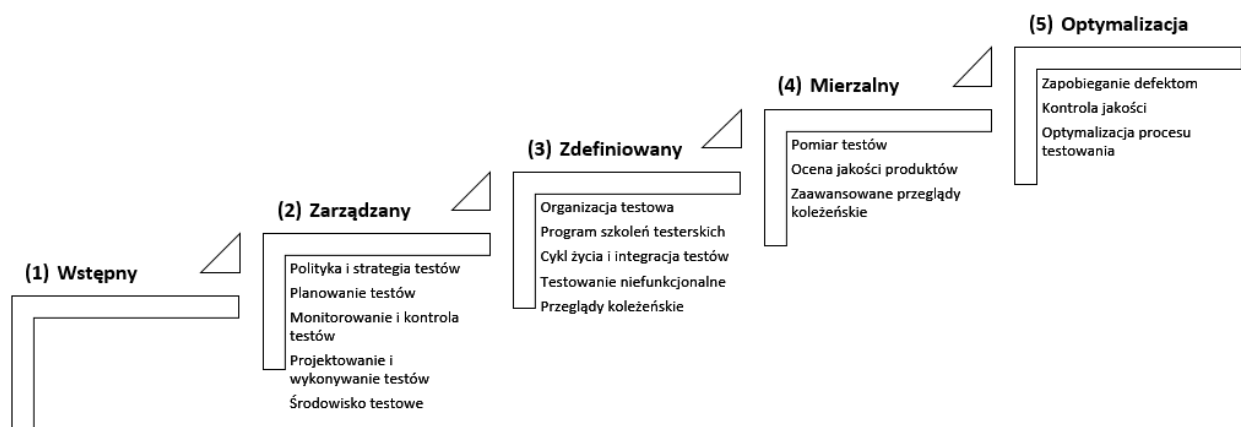 (1) Wstępny
(2) Zarządzany
Polityka i strategia testów
Planowanie testów
Monitorowanie i kontrola
testów
Projektowanie i
wykonywanie testów
Środowisko testowe
(3) Zdefiniowany
Organizacja testowa
Program szkoleń testerskich
Cykl życia i integracja testów
Testowanie niefunkcjonalne
Przeglądy koleżeńskie
(4) Mierzalny
Pomiar testów
Ocena jakości produktów
Zaawansowane przeglądy
koleżeńskie
(5) Optymalizacja
Zapobieganie defektom
Kontrola jakości
Optymalizacja procesu
testowania